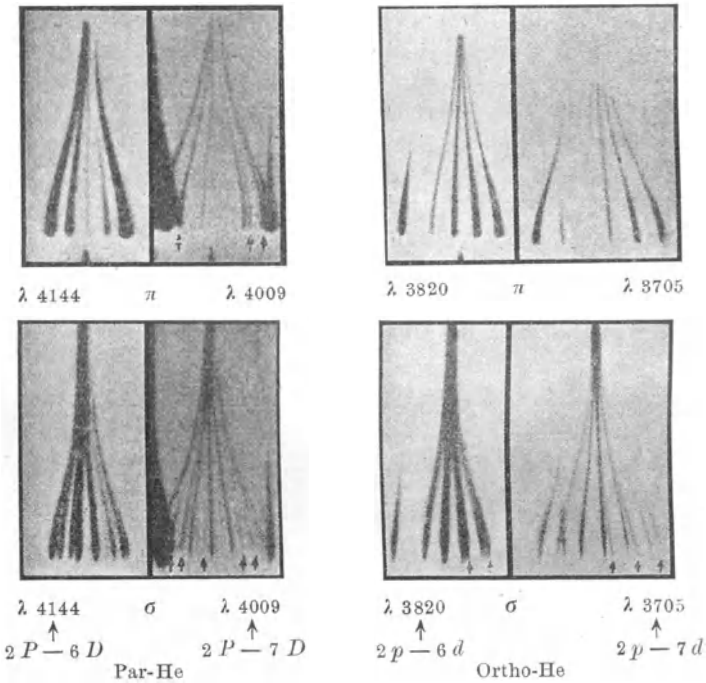 λ 4144 π λ 4009 λ 3820 π λ 3705
λ 4144 σ λ 4009 λ 3820 σ λ 3705
2 P — 6 D 2 P — 7 D 2 p — 6 d 2 p — 7 d
Par-He Ortho-He